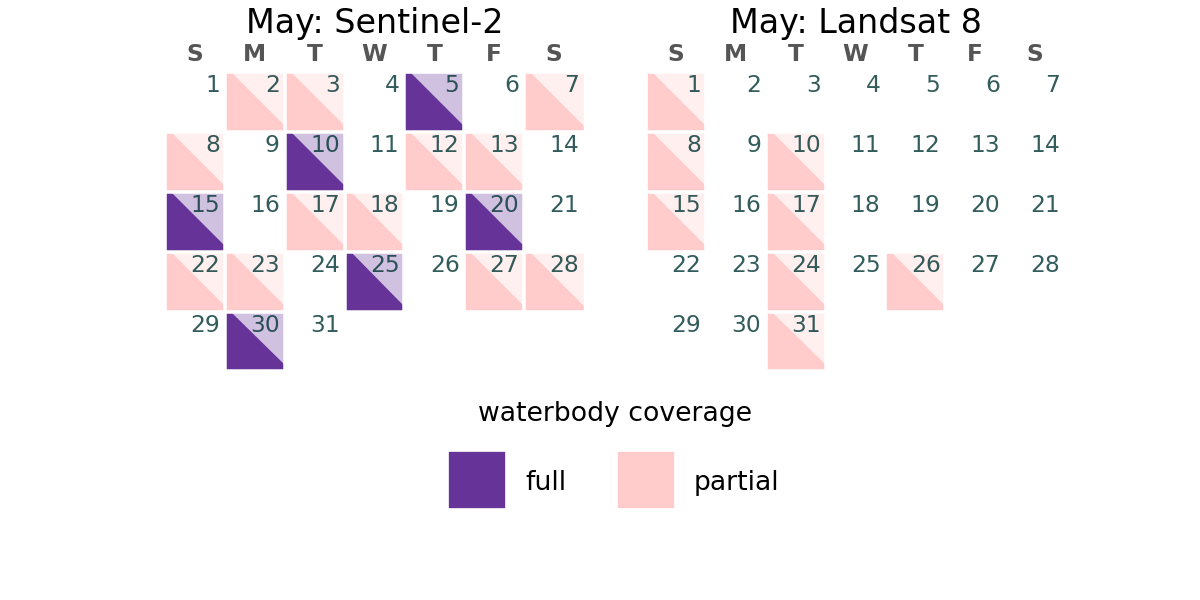 May: Sentinel-2
S M T W T F S
1 2 3 4 5 6 7
8 9 10 11 12 13 14
15 16 17 18 19 20 21
22 23 24 25 26 27 28
29 30 31
May: Landsat 8
S M T W T F S
1 2 3 4 5 6 7
8 9 10 11 12 13 14
15 16 17 18 19 20 21
22 23 24 25 26 27 28
29 30 31
waterbody coverage
full
partial